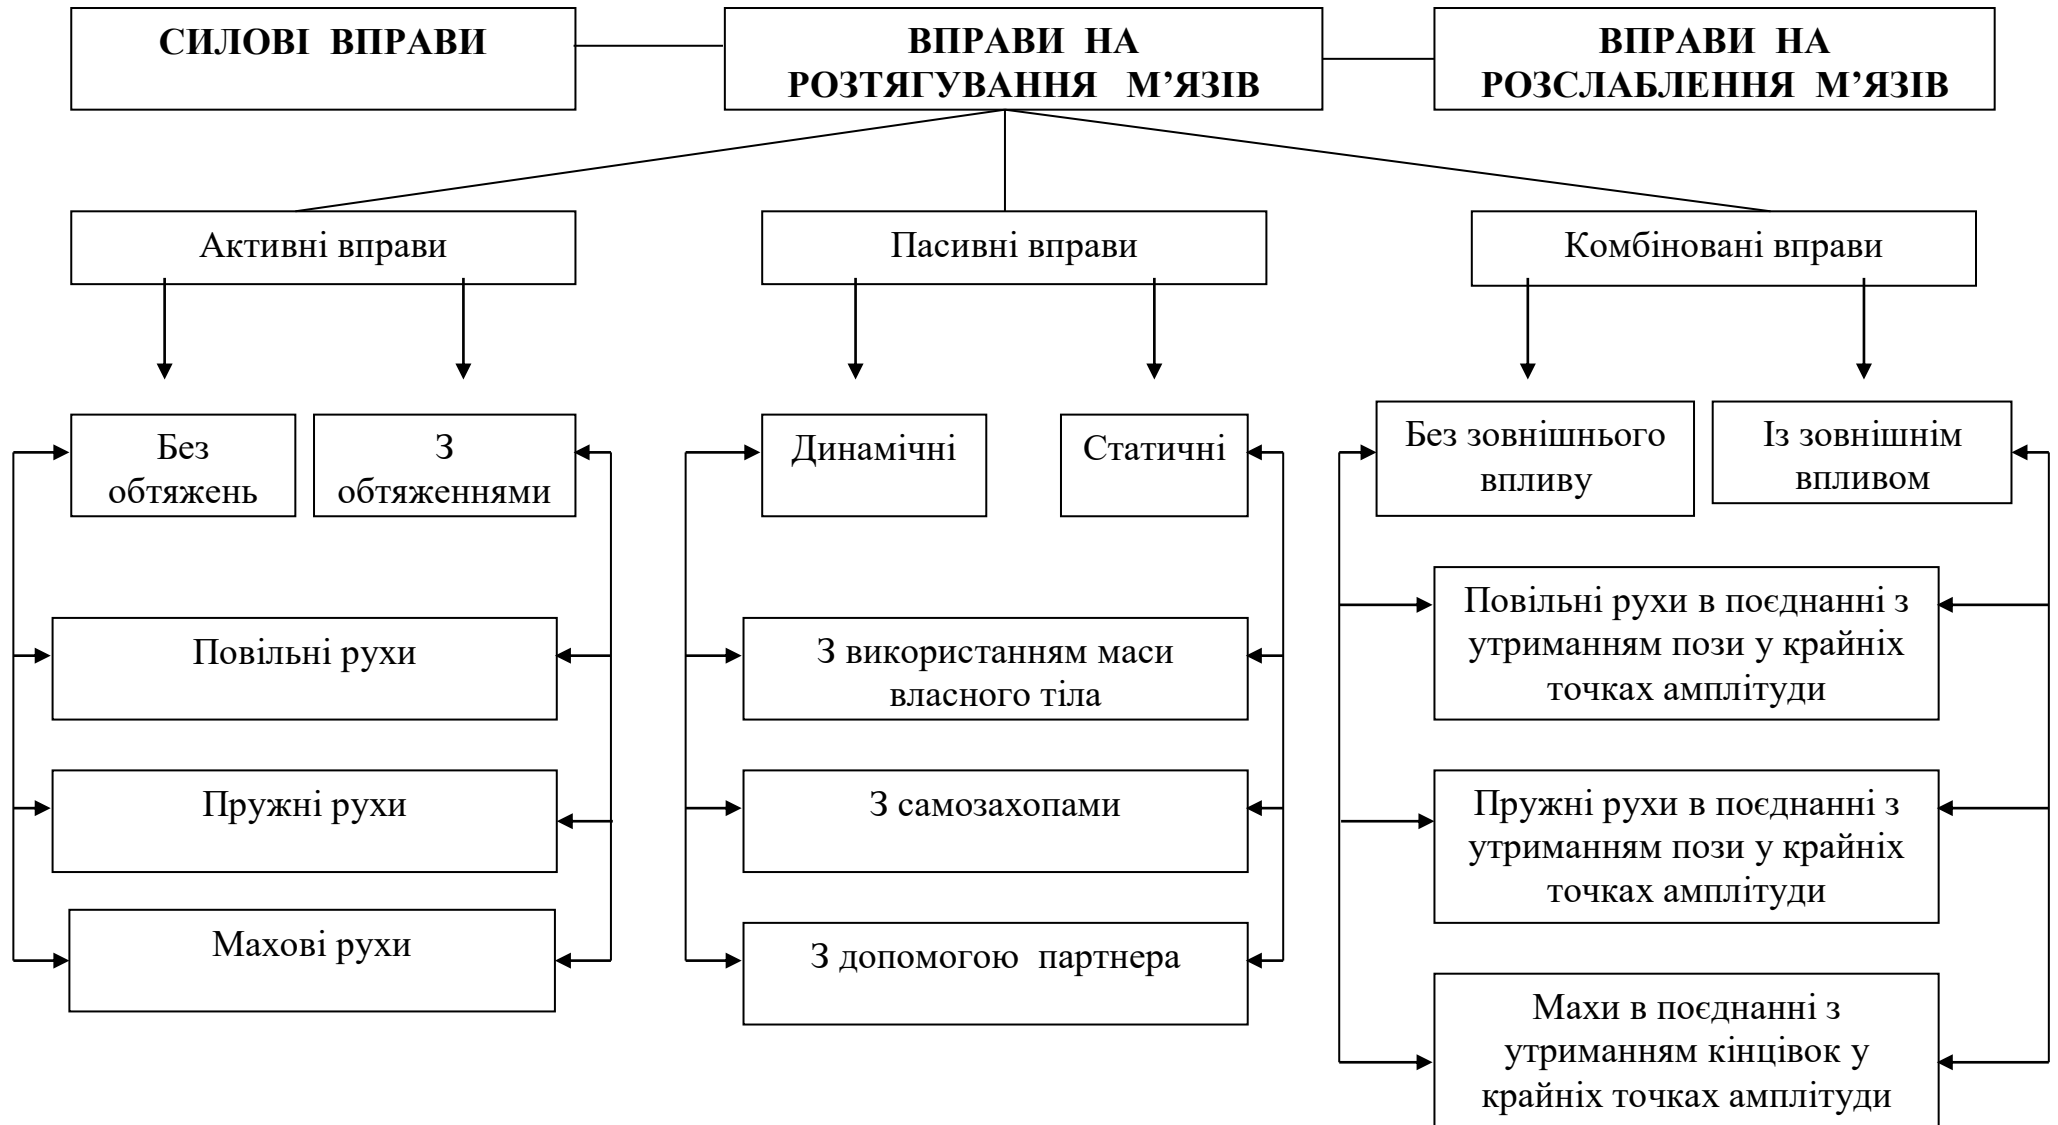 СИЛОВІ ВПРАВИ
ВПРАВИ НА
РОЗТЯГУВАННЯ М’ЯЗІВ
ВПРАВИ НА
РОЗСЛАБЛЕННЯ М’ЯЗІВ
Активні вправи
Пасивні вправи
Комбіновані вправи
Без
обтяжень
З
обтяженнями
Динамічні
Статичні
Без зовнішнього
впливу
Із зовнішнім
впливом
Повільні рухи
Пружні рухи
Махові рухи
З використанням маси
власного тіла
З самозахопами
З допомогою партнера
Повільні рухи в поєднанні з
утриманням пози у крайніх
точках амплітуди
Пружні рухи в поєднанні з
утриманням пози у крайніх
точках амплітуди
Махи в поєднанні з
утриманням кінцівок у
крайніх точках амплітуди